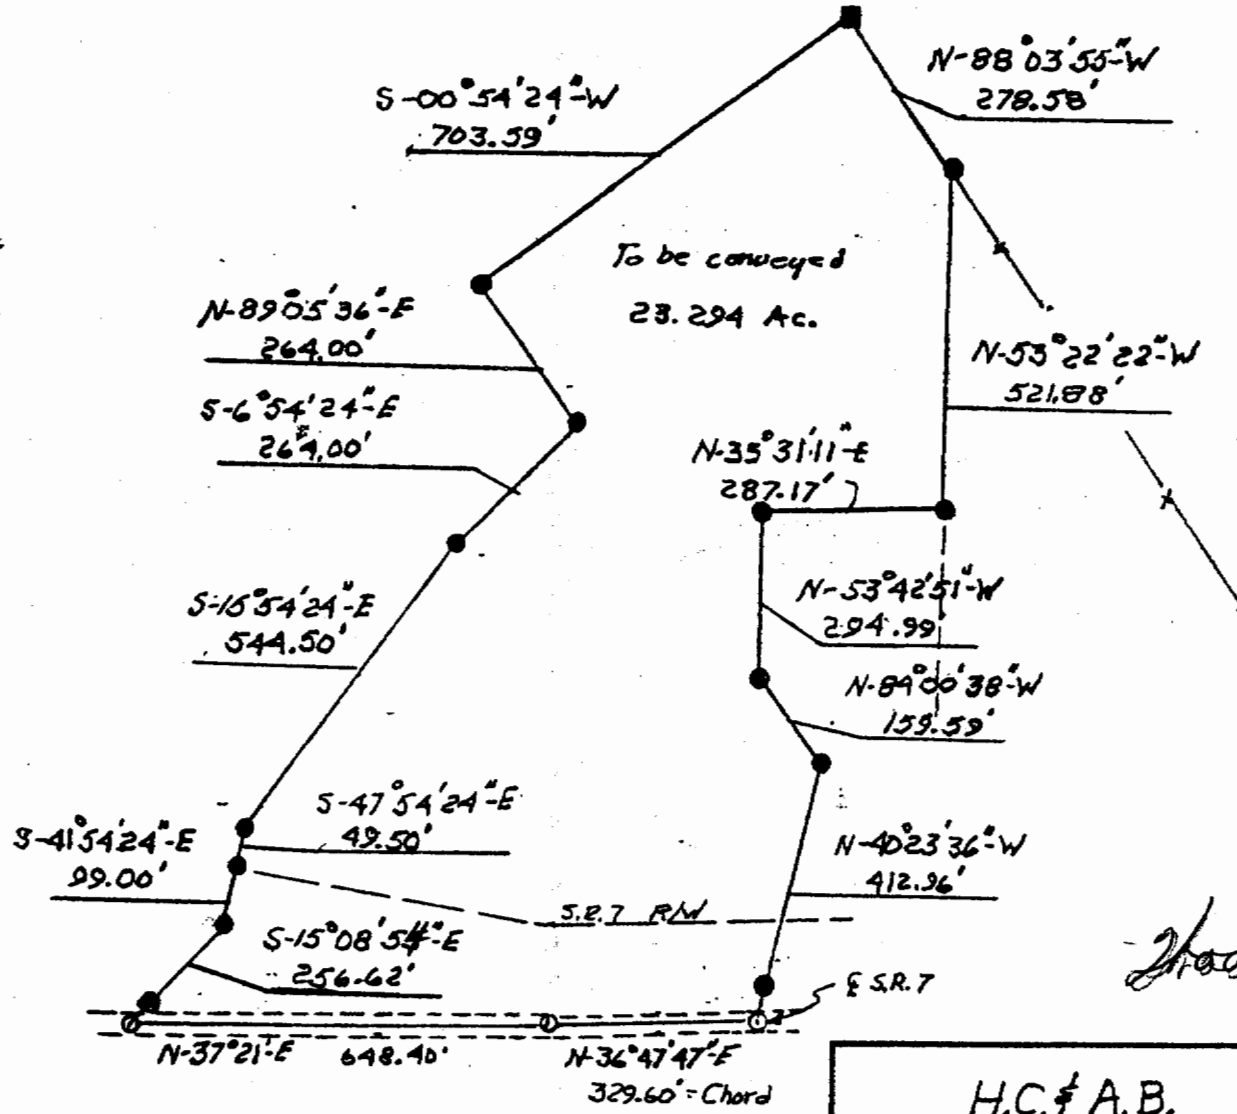 N-88°03'55"-W
278.58'
S-00°54'24"-W
703.59'
To be conveyed
23.294 Ac.
N-89°05'36"-E
264.00'
N-53°22'22"-W
521.88'
S-6°54'24"-E
264.00'
N-35°31'11"-E
287.17'
N-53°42'51"-W
294.99'
S-15°54'24"-E
544.50'
N-84°00'38"-W
159.59'
S-47°54'24"-E
49.50'
S-41°54'24"-E
99.00'
N-40°23'36"-W
412.96'
S.R.7 R/W
S-15°08'54"-E
256.62'
℄ S.R.7
N-37°21'-E 648.40' N-36°47'47"-E
329.60'=Chord
H.C. & A.B.